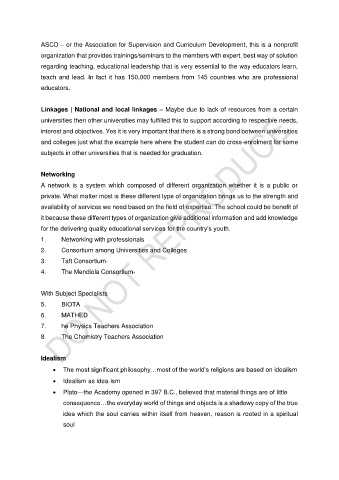 ASCD – or the Association for Supervision and Curriculum Development, this is a nonprofit
organization that provides trainings/seminars to the members with expert, best way of solution
regarding teaching, educational leadership that is very essential to the way educators learn,
teach and lead. In fact it has 150,000 members from 145 countries who are professional
educators.
Linkages | National and local linkages – Maybe due to lack of resources from a certain
universities then other universities may fulfilled this to support according to respective needs,
interest and objectives. Yes it is very important that there is a strong bond between universities
and colleges just what the example here where the student can do cross-enrolment for some
subjects in other universities that is needed for graduation.
Networking
A network is a system which composed of different organization whether it is a public or
private. What matter most is these different type of organization brings us to the strength and
availability of services we need based on the field of expertise. The school could be benefit of
it because these different types of organization give additional information and add knowledge
for the delivering quality educational services for the country's youth.
1. Networking with professionals
2. Consortium among Universities and Colleges
3. Taft Consortium-
4. The Mendiola Consortium-
With Subject Specialists
5. BIOTA
6. MATHED
7. he Physics Teachers Association
8. The Chemistry Teachers Association
Idealism
• The most significant philosophy…most of the world's religions are based on idealism
• Idealism as idea-ism
• Plato—the Academy opened in 397 B.C., believed that material things are of little
consequence…the everyday world of things and objects is a shadowy copy of the true
idea which the soul carries within itself from heaven, reason is rooted in a spiritual
soul
DO NOT REPRODUCE